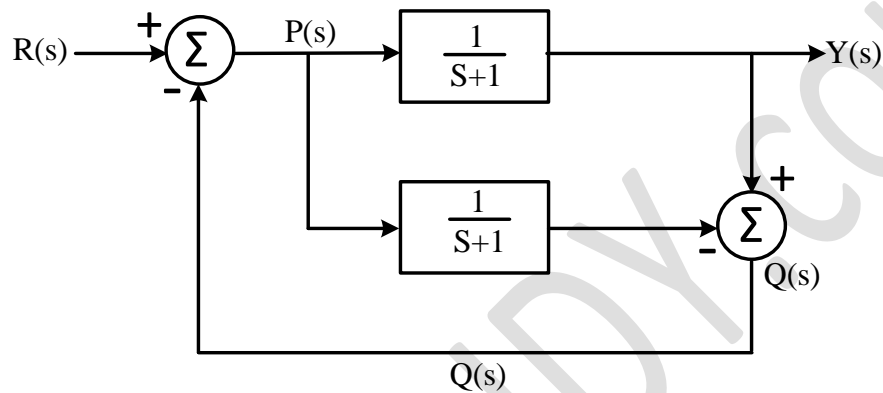 R(s)
+
-
Σ
P(s)
1
S+1
Y(s)
1
S+1
+
-
Σ
Q(s)
Q(s)